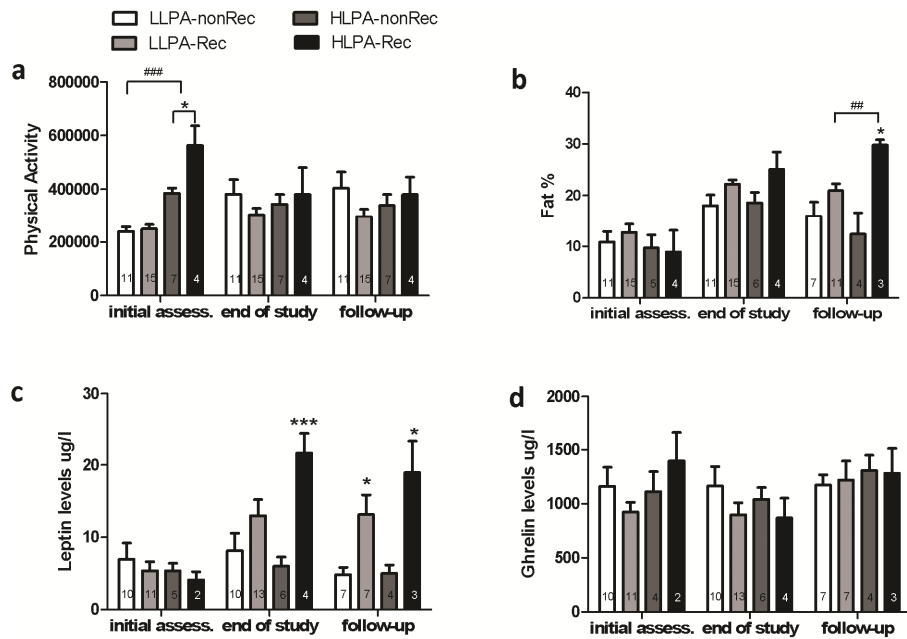 LLPA-nonRec HLPA-nonRec
LLPA-Rec HLPA-Rec
a
800000
600000
400000
200000
0
Physical Activity
###
*
11 15 7 4 11 15 7 4 11 15 7 4
initial assess. end of study follow-up
b
40
30
20
10
0
Fat %
##
*
11 15 5 4 11 15 6 4 7 11 4 3
initial assess. end of study follow-up
c
30
20
10
0
Leptin levels ug/l
***
*
*
10 11 5 2 10 13 6 4 7 7 4 3
initial assess. end of study follow-up
d
2000
1500
1000
500
0
Ghrelin levels ug/l
10 11 4 2 10 13 6 4 7 7 4 3
initial assess. end of study follow-up